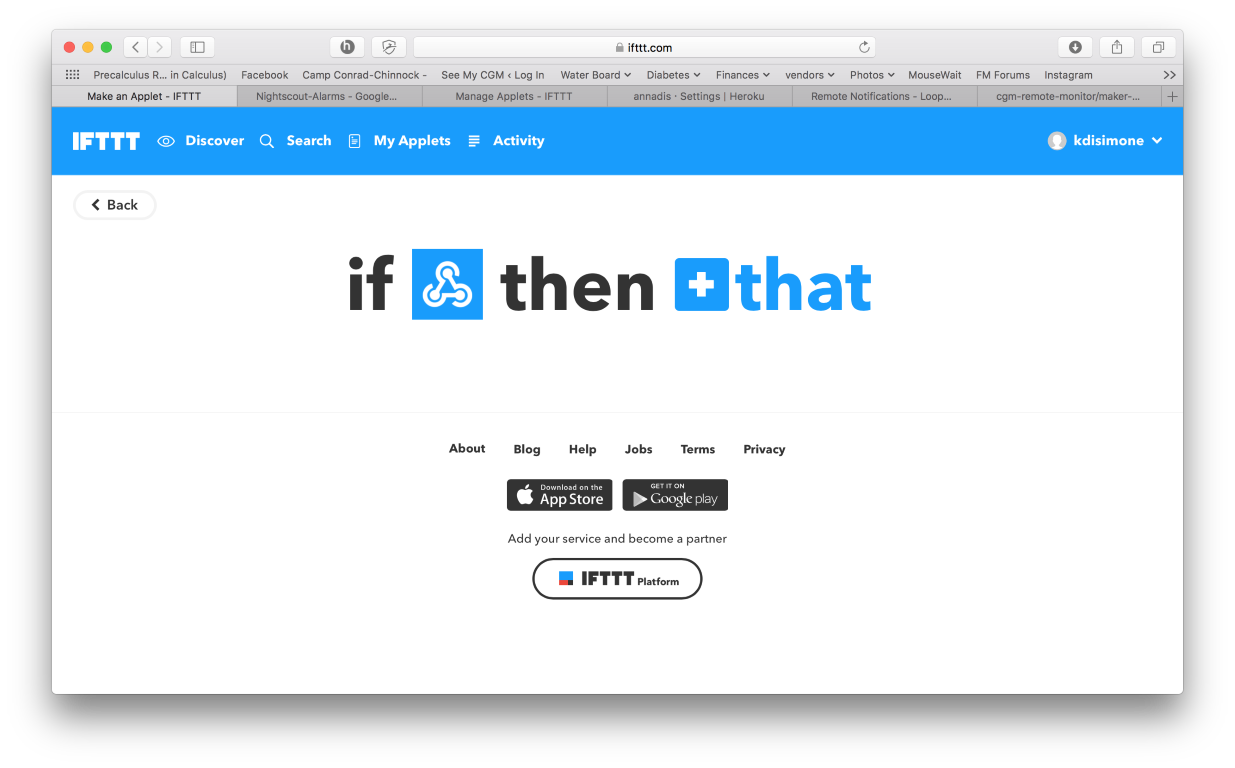 ifttt.com
Precalculus R... in Calculus) Facebook Camp Conrad-Chinnock - See My CGM ‹ Log In Water Board Diabetes Finances vendors Photos MouseWait FM Forums Instagram >>
Make an Applet - IFTTT Nightscout-Alarms - Google... Manage Applets - IFTTT annadis · Settings | Heroku Remote Notifications - Loop... cgm-remote-monitor/maker-... +
IFTTT Discover Search My Applets Activity kdisimone
Back
if then that
About Blog Help Jobs Terms Privacy
Download on the App Store GET IT ON Google play
Add your service and become a partner
IFTTT Platform